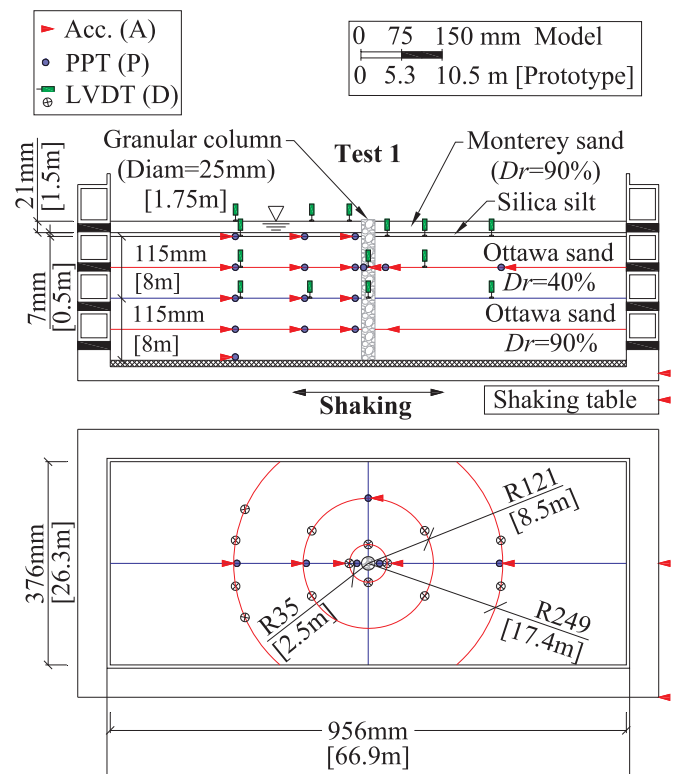 Acc. (A)
PPT (P)
LVDT (D)
0 75 150 mm Model
0 5.3 10.5 m [Prototype]
Granular column
(Diam=25mm)
[1.75m]
Test 1
Monterey sand
(Dr=90%)
Silica silt
21mm
[1.5m]
7mm
[0.5m]
115mm
[8m]
Ottawa sand
Dr=40%
115mm
[8m]
Ottawa sand
Dr=90%
Shaking
Shaking table
376mm
[26.3m]
R121
[8.5m]
R35
[2.5m]
R249
[17.4m]
956mm
[66.9m]